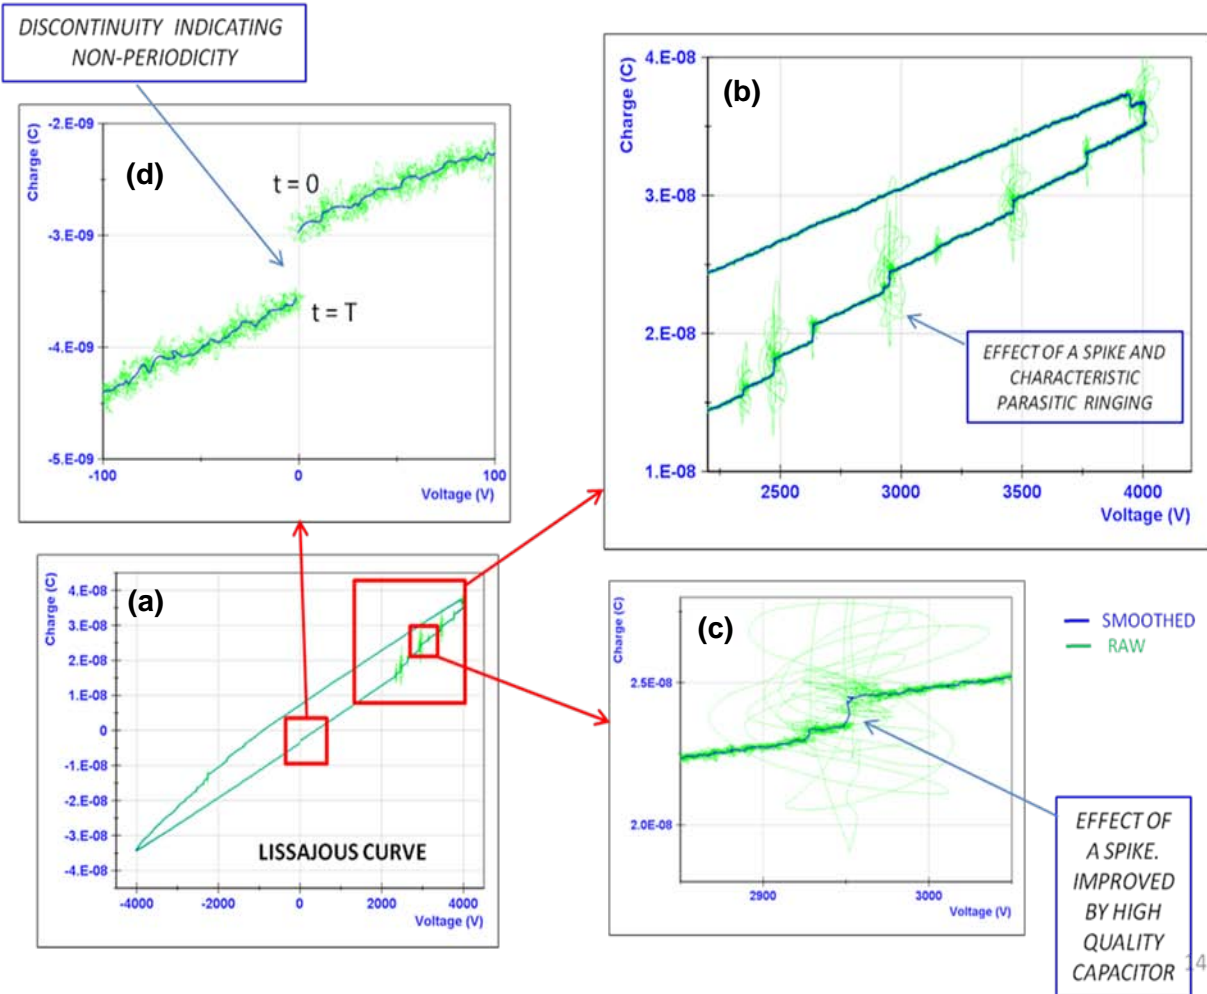 DISCONTINUITY INDICATING
NON-PERIODICITY
(d)
Charge (C)
-2.E-09
-3.E-09
-4.E-09
-5.E-09
t = 0
t = T
-100
0
100
Voltage (V)
(b)
Charge (C)
4.E-08
3.E-08
2.E-08
1.E-08
EFFECT OF A SPIKE AND
CHARACTERISTIC
PARASITIC RINGING
2500
3000
3500
4000
Voltage (V)
(a)
Charge (C)
4.E-08
3.E-08
2.E-08
1.E-08
0
-1.E-08
-2.E-08
-3.E-08
-4.E-08
LISSAJOUS CURVE
-4000
-2000
0
2000
4000
Voltage (V)
(c)
Charge (C)
2.5E-08
2.0E-08
2900
3000
Voltage (V)
SMOOTHED
RAW
EFFECT OF
A SPIKE.
IMPROVED
BY HIGH
QUALITY
CAPACITOR
14